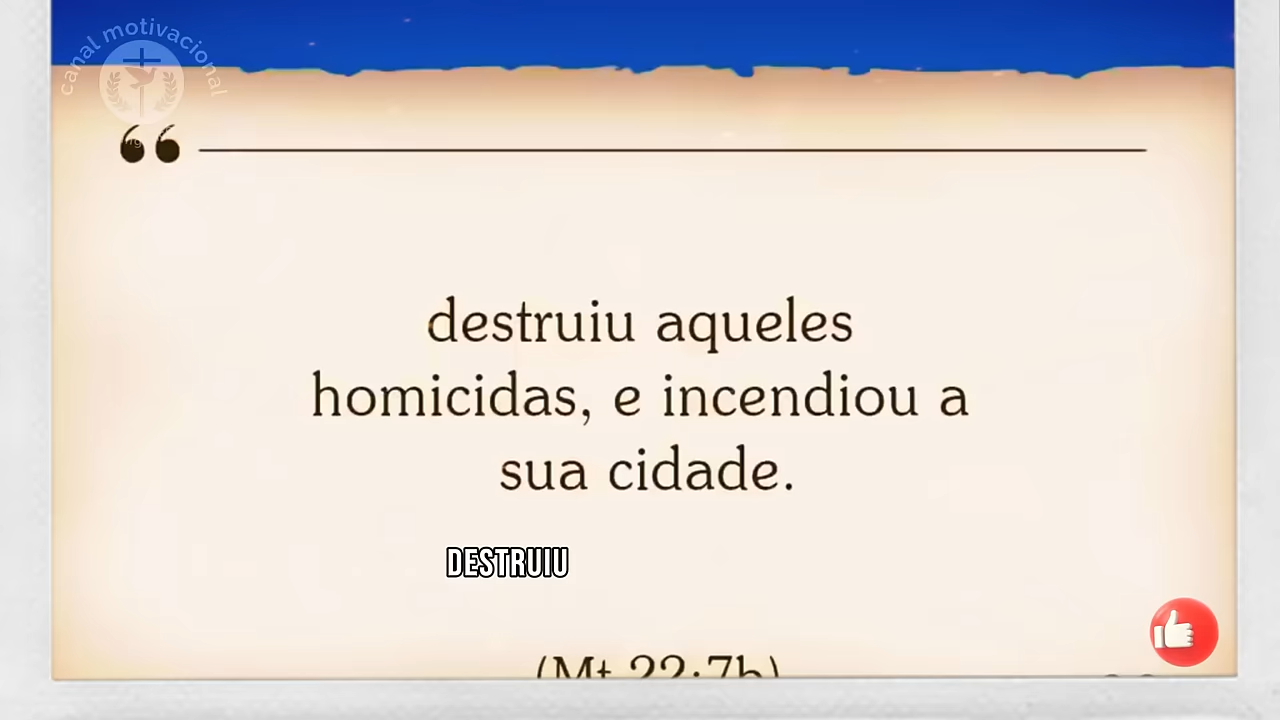 canal motivacional
destruiu aqueles
homicidas, e incendiou a
sua cidade.
DESTRUIU
(Mt 22:7b)